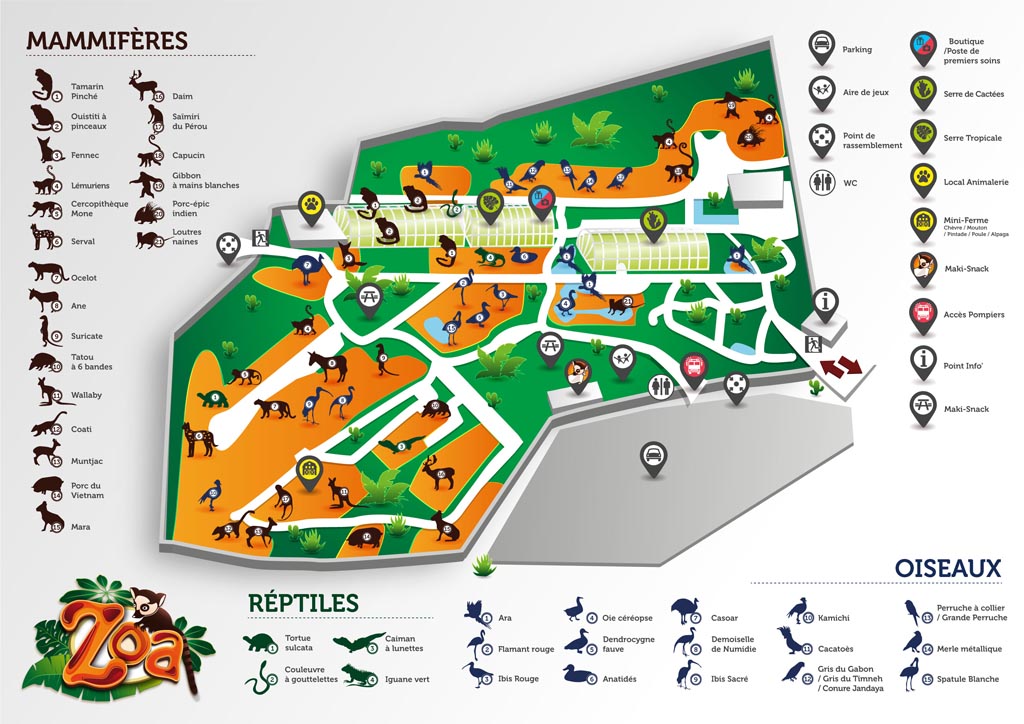 MAMMIFÈRES
1 Tamarin
Pinché
2 Ouistiti à
pinceaux
3 Fennec
4 Lémuriens
5 Cercopithèque
Mone
6 Serval
7 Ocelot
8 Ane
9 Suricate
10 Tatou
à 6 bandes
11 Wallaby
12 Coati
13 Muntjac
14 Porc du
Vietnam
15 Mara
16 Daim
17 Saïmiri
du Pérou
18 Capucin
19 Gibbon
à mains blanches
20 Porc-épic
indien
21 Loutres
naines
Parking
Aire de jeux
Point de
rassemblement
WC
Boutique
/Poste de
premiers soins
Serre de Cactées
Serre Tropicale
Local Animalerie
Mini-Ferme
Chèvre / Mouton
/ Pintade / Poule / Alpaga
Maki-Snack
Accès Pompiers
Point Info'
Maki-Snack
Zoa
RÉPTILES
1 Tortue
sulcata
2 Couleuvre
à gouttelettes
3 Caiman
à lunettes
4 Iguane vert
OISEAUX
1 Ara
2 Flamant rouge
3 Ibis Rouge
4 Oie céréopse
5 Dendrocygne
fauve
6 Anatidés
7 Casoar
8 Demoiselle
de Numidie
9 Ibis Sacré
10 Kamichi
11 Cacatoès
12 Gris du Gabon
/ Gris du Timneh
/ Conure Jandaya
13 Perruche à collier
/ Grande Perruche
14 Merle métallique
15 Spatule Blanche